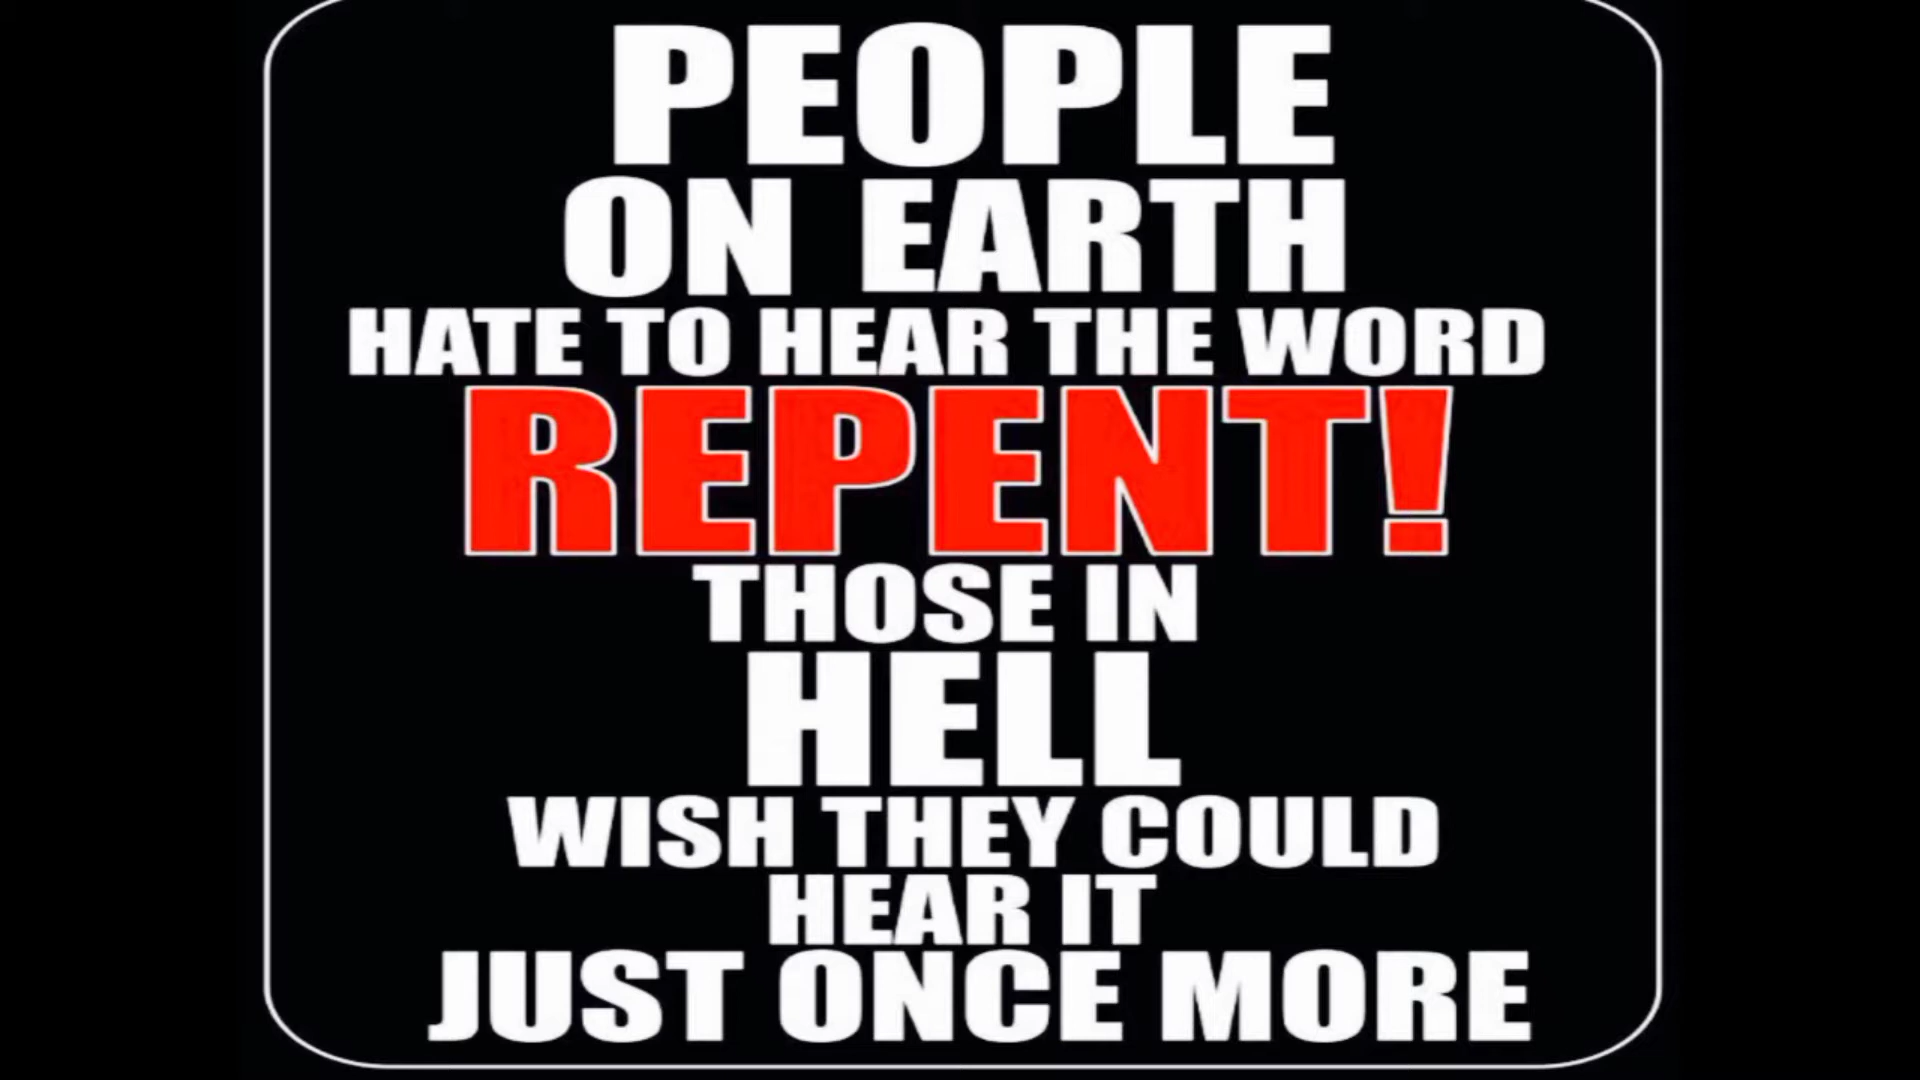 PEOPLE
ON EARTH
HATE TO HEAR THE WORD
REPENT!
THOSE IN
HELL
WISH THEY COULD
HEAR IT
JUST ONCE MORE